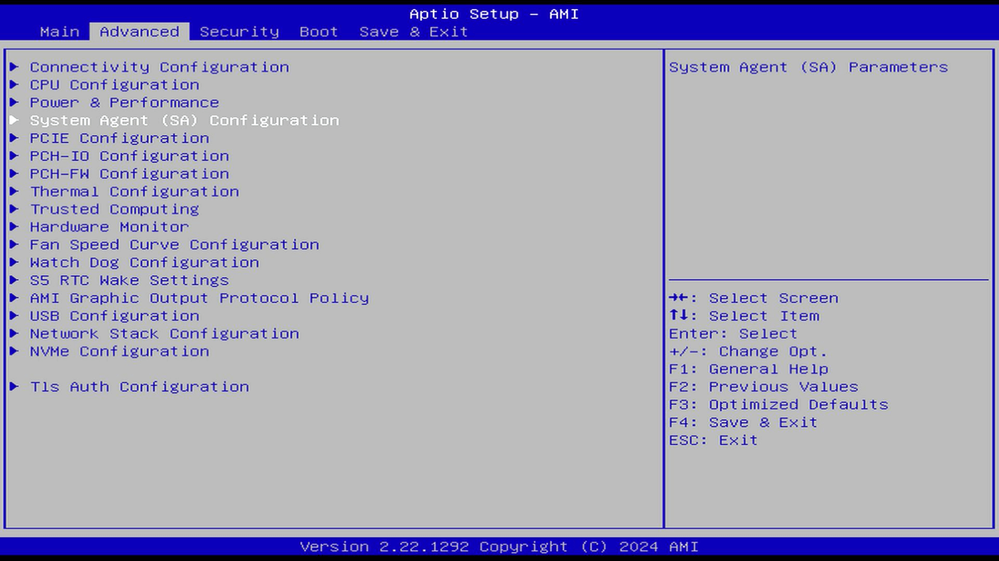 Aptio Setup - AMI
Main Advanced Security Boot Save & Exit
Connectivity Configuration
CPU Configuration
Power & Performance
System Agent (SA) Configuration
PCIE Configuration
PCH-IO Configuration
PCH-FW Configuration
Thermal Configuration
Trusted Computing
Hardware Monitor
Fan Speed Curve Configuration
Watch Dog Configuration
S5 RTC Wake Settings
AMI Graphic Output Protocol Policy
USB Configuration
Network Stack Configuration
NVMe Configuration
Tls Auth Configuration
System Agent (SA) Parameters
→←: Select Screen
↑↓: Select Item
Enter: Select
+/-: Change Opt.
F1: General Help
F2: Previous Values
F3: Optimized Defaults
F4: Save & Exit
ESC: Exit
Version 2.22.1292 Copyright (C) 2024 AMI